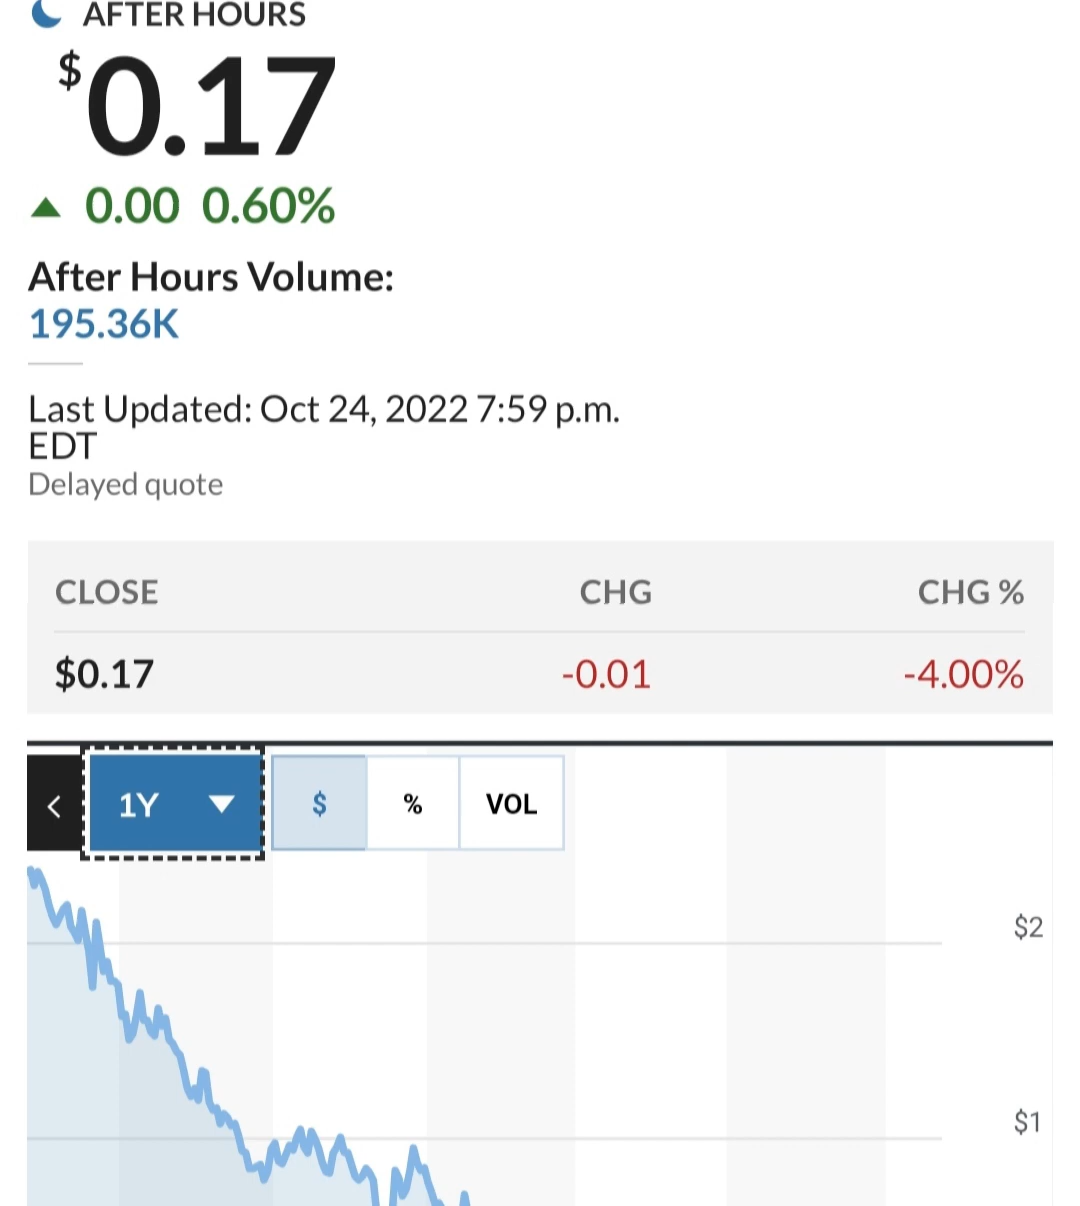 AFTER HOURS
$0.17
0.00 0.60%
After Hours Volume:
195.36K
Last Updated: Oct 24, 2022 7:59 p.m.
EDT
Delayed quote
CLOSE CHG CHG %
$0.17 -0.01 -4.00%
1Y $ % VOL
$2
$1